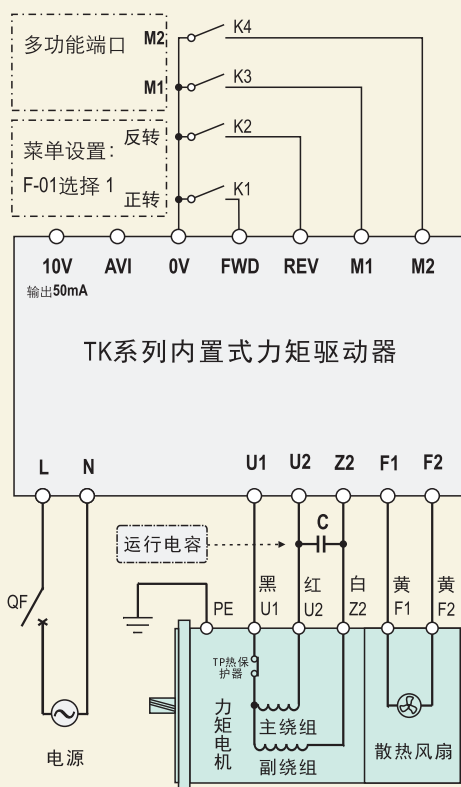 M2
K4
多功能端口
M1
K3
反转
K2
菜单设置：
F-01选择 1
正转
K1
10V AVI 0V FWD REV M1 M2
输出50mA
TK系列内置式力矩驱动器
L N U1 U2 Z2 F1 F2
C
运行电容
QF
黑 红 白 黄 黄
PE U1 U2 Z2 F1 F2
TP热保
护器
力矩电机
主绕组
副绕组
散热风扇
电源